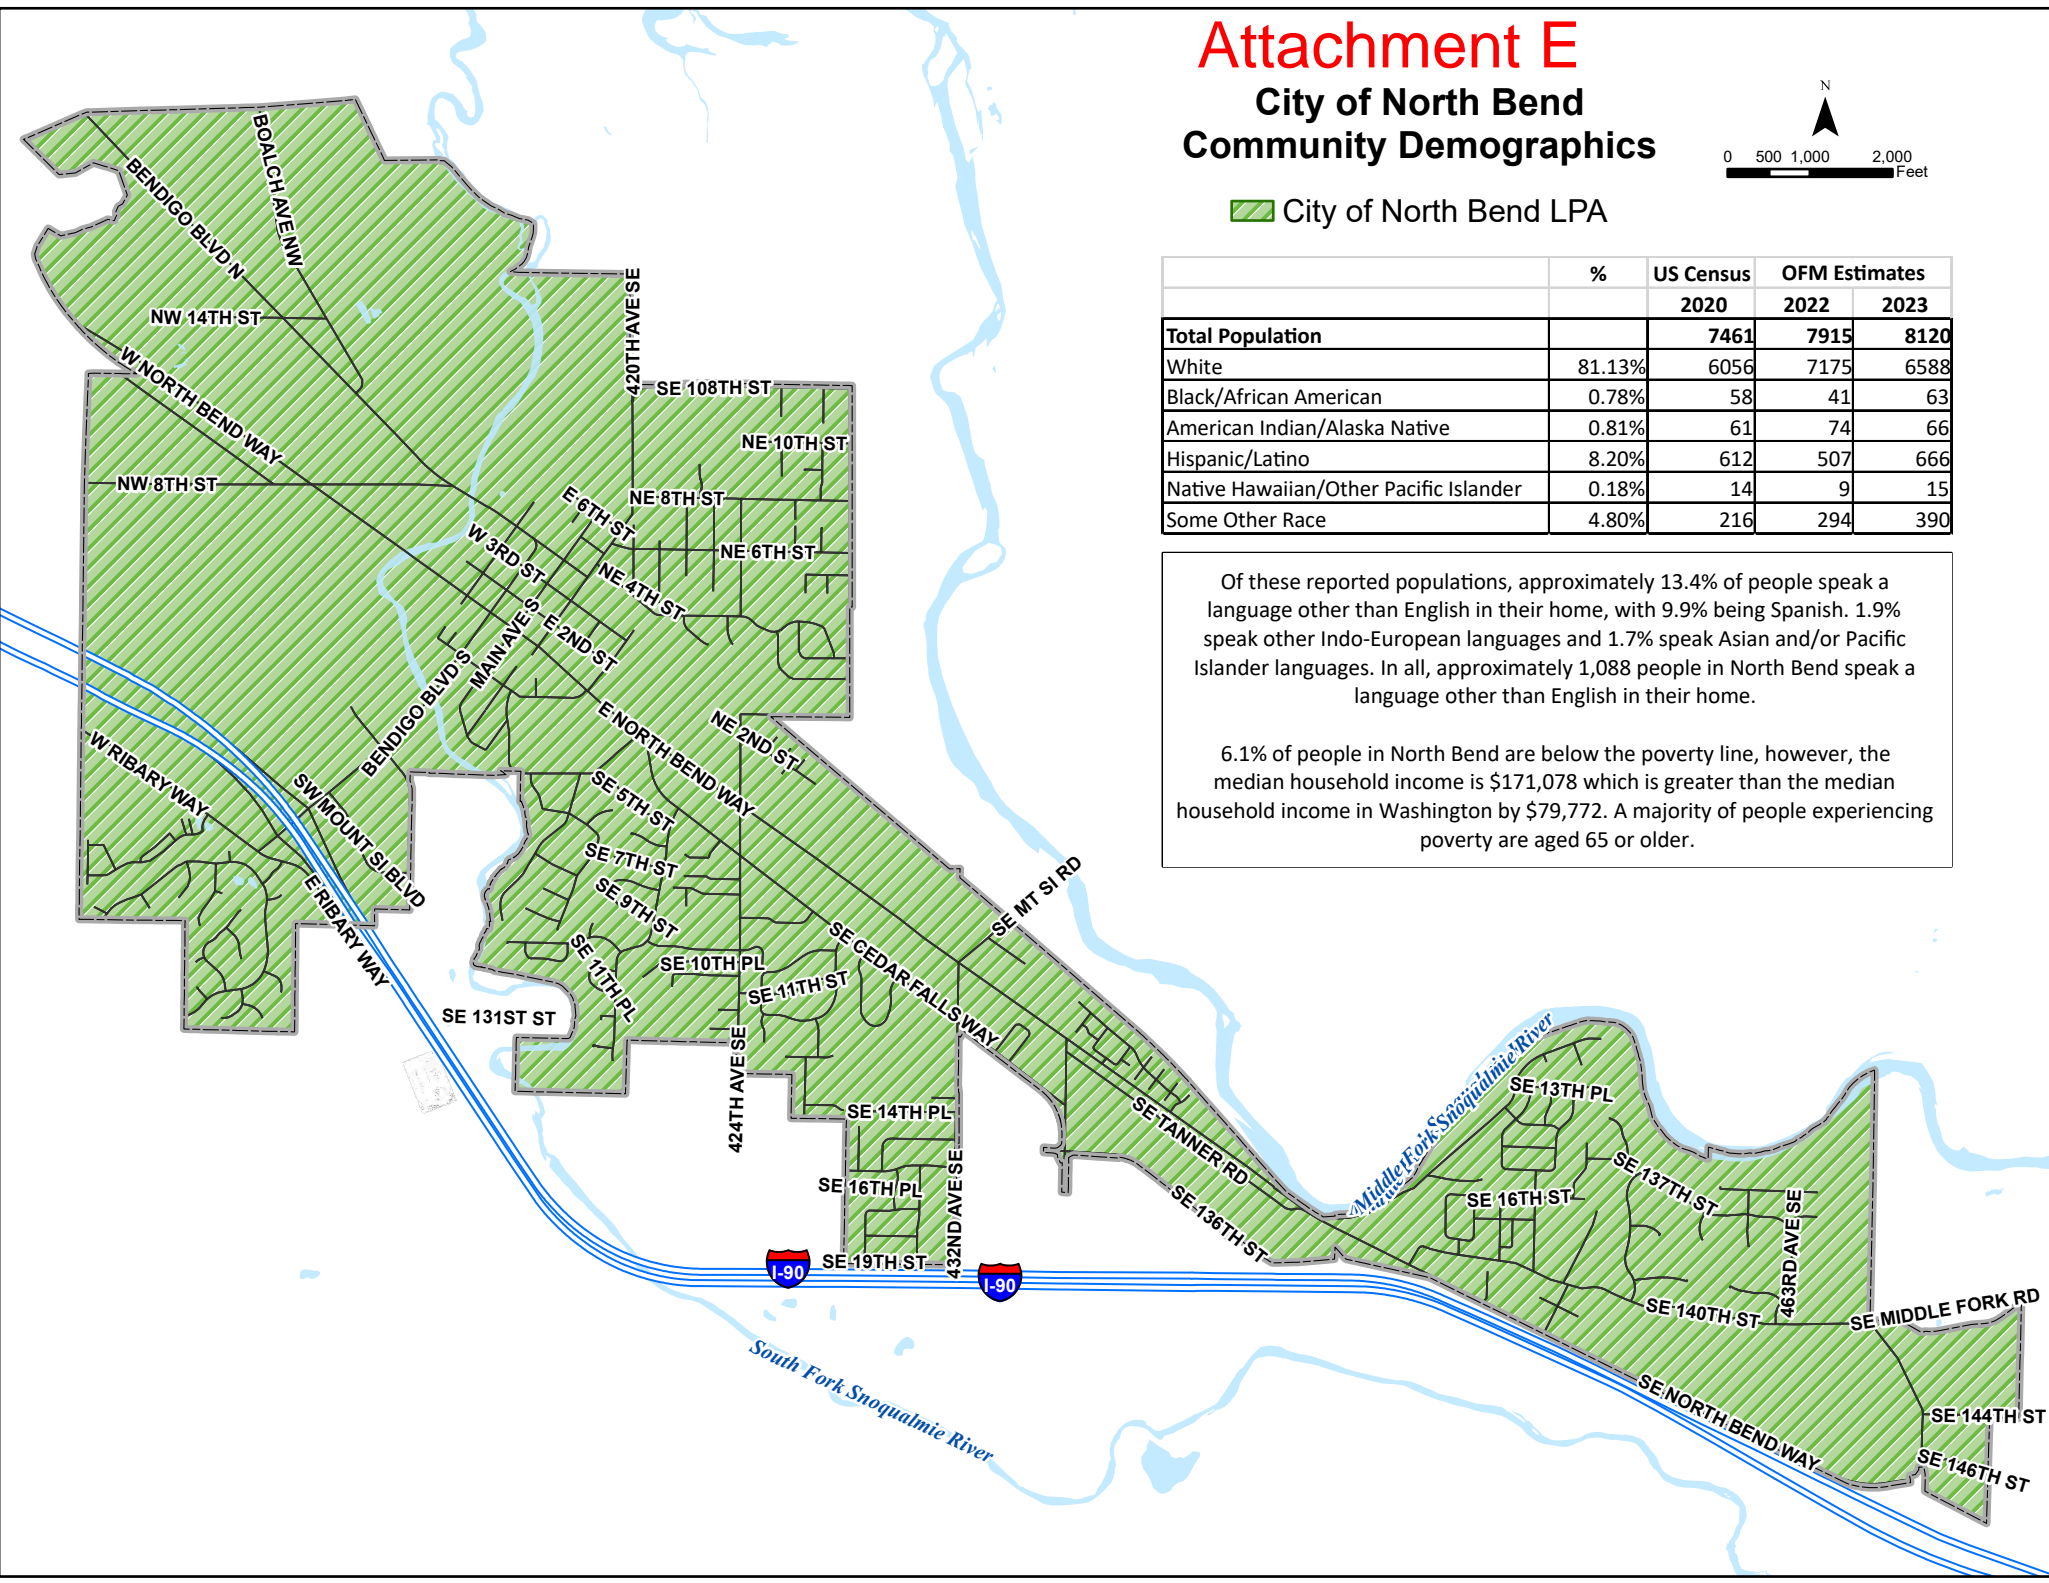 Attachment E
City of North Bend
Community Demographics
N
0 500 1,000 2,000
Feet
City of North Bend LPA
% US Census OFM Estimates
2020 2022 2023
Total Population 7461 7915 8120
White 81.13% 6056 7175 6588
Black/African American 0.78% 58 41 63
American Indian/Alaska Native 0.81% 61 74 66
Hispanic/Latino 8.20% 612 507 666
Native Hawaiian/Other Pacific Islander 0.18% 14 9 15
Some Other Race 4.80% 216 294 390
Of these reported populations, approximately 13.4% of people speak a
language other than English in their home, with 9.9% being Spanish. 1.9%
speak other Indo-European languages and 1.7% speak Asian and/or Pacific
Islander languages. In all, approximately 1,088 people in North Bend speak a
language other than English in their home.
6.1% of people in North Bend are below the poverty line, however, the
median household income is $171,078 which is greater than the median
household income in Washington by $79,772. A majority of people experiencing
poverty are aged 65 or older.
BOALCH AVE NW
BENDIGO BLVD N
NW 14TH ST
420TH AVE SE
W NORTH BEND WAY
SE 108TH ST
NE 10TH ST
NW 8TH ST
NE 8TH ST
E 6TH ST
W 3RD ST
NE 6TH ST
NE 4TH ST
E 2ND ST
MAIN AVE S
BENDIGO BLVD S
E NORTH BEND WAY
NE 2ND ST
W RIBARY WAY
SW MOUNT SI BLVD
SE 5TH ST
SE 7TH ST
SE 9TH ST
E RIBARY WAY
SE MT SI RD
SE CEDAR FALLS WAY
SE 10TH PL
SE 11TH PL
SE 11TH ST
SE 131ST ST
424TH AVE SE
SE 14TH PL
SE 16TH PL
432ND AVE SE
SE 19TH ST
I-90
I-90
SE TANNER RD
SE 136TH ST
Middle Fork Snoqualmie River
SE 13TH PL
SE 137TH ST
SE 16TH ST
463RD AVE SE
SE 140TH ST
SE MIDDLE FORK RD
South Fork Snoqualmie River
SE NORTH BEND WAY
SE 144TH ST
SE 146TH ST